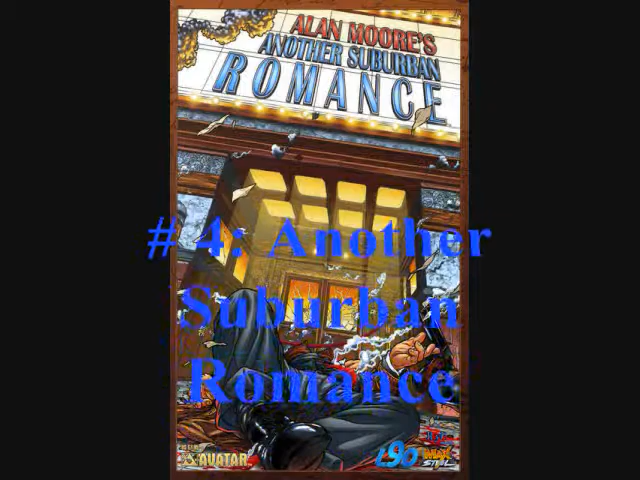 ALAN MOORE'S
ANOTHER SUBURBAN
ROMANCE
# 4. Another
Suburban
Romance
AVATAR